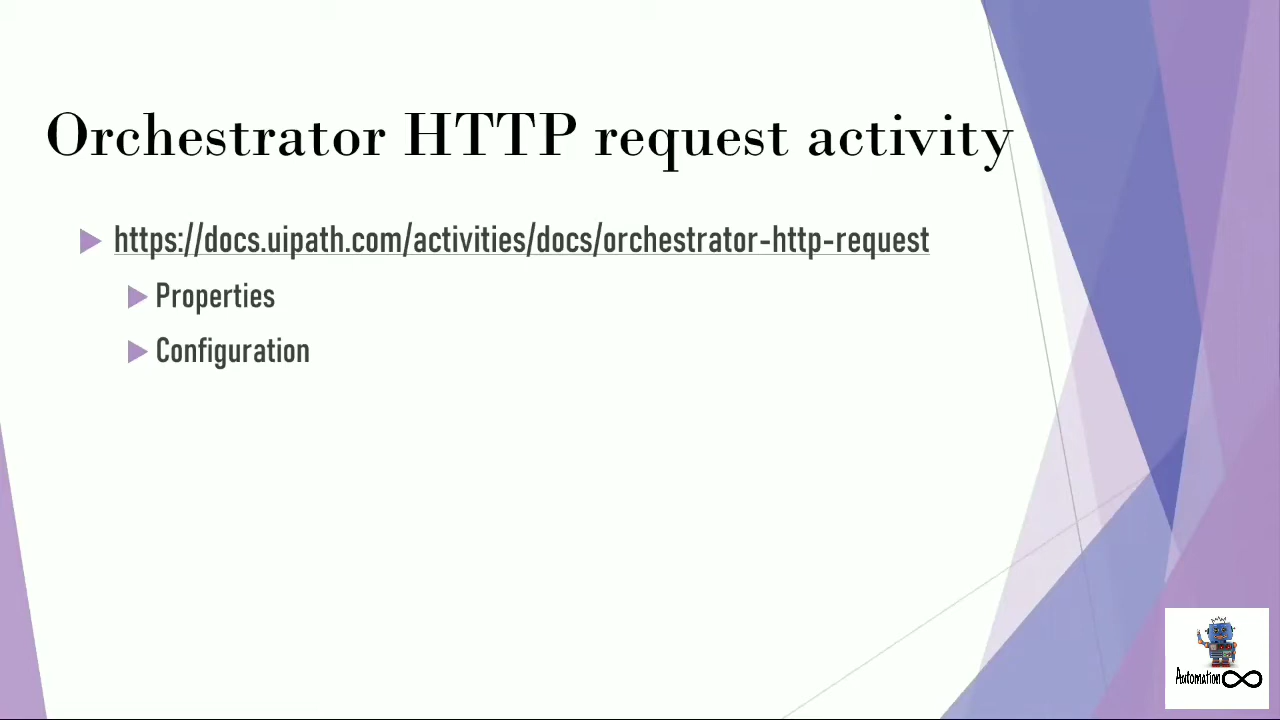 Orchestrator HTTP request activity
https://docs.uipath.com/activities/docs/orchestrator-http-request
Properties
Configuration
Automation